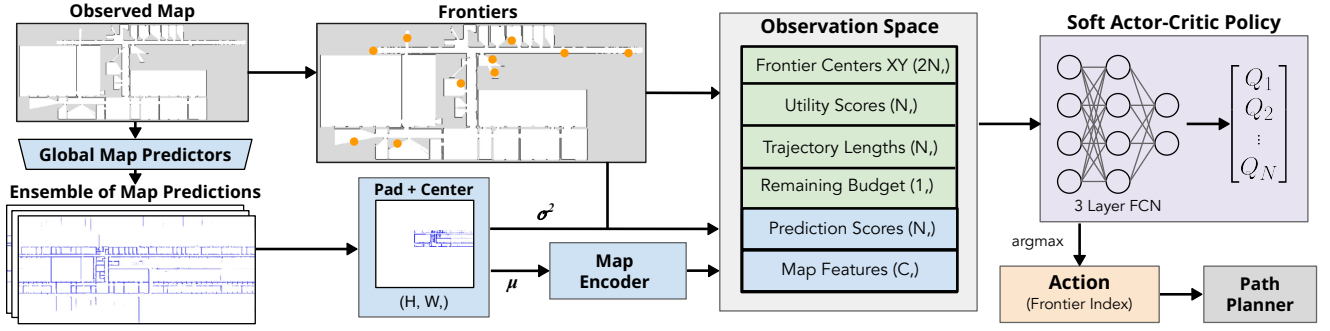 Observed Map
Global Map Predictors
Ensemble of Map Predictions
Frontiers
Pad + Center
(H, W,)
σ²
μ
Map
Encoder
Observation Space
Frontier Centers XY (2N,)
Utility Scores (N,)
Trajectory Lengths (N,)
Remaining Budget (1,)
Prediction Scores (N,)
Map Features (C,)
Soft Actor-Critic Policy
Q₁
Q₂
⋮
Q_N
3 Layer FCN
argmax
Action
(Frontier Index)
Path
Planner